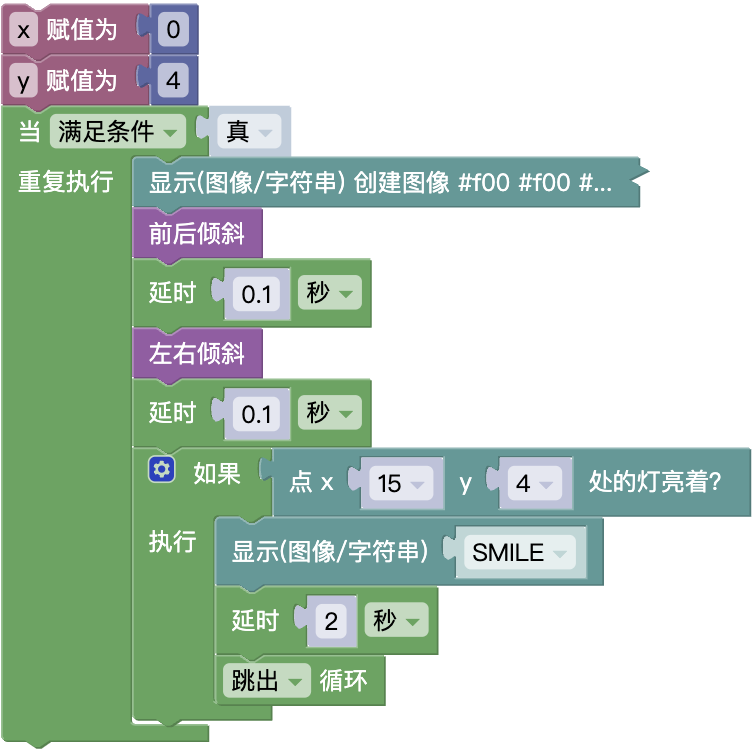 x 赋值为 0
y 赋值为 4
当 满足条件 真
重复执行 显示(图像/字符串) 创建图像 #f00 #f00 #...
前后倾斜
延时 0.1 秒
左右倾斜
延时 0.1 秒
如果 点 x 15 y 4 处的灯亮着?
执行 显示(图像/字符串) SMILE
延时 2 秒
跳出 循环